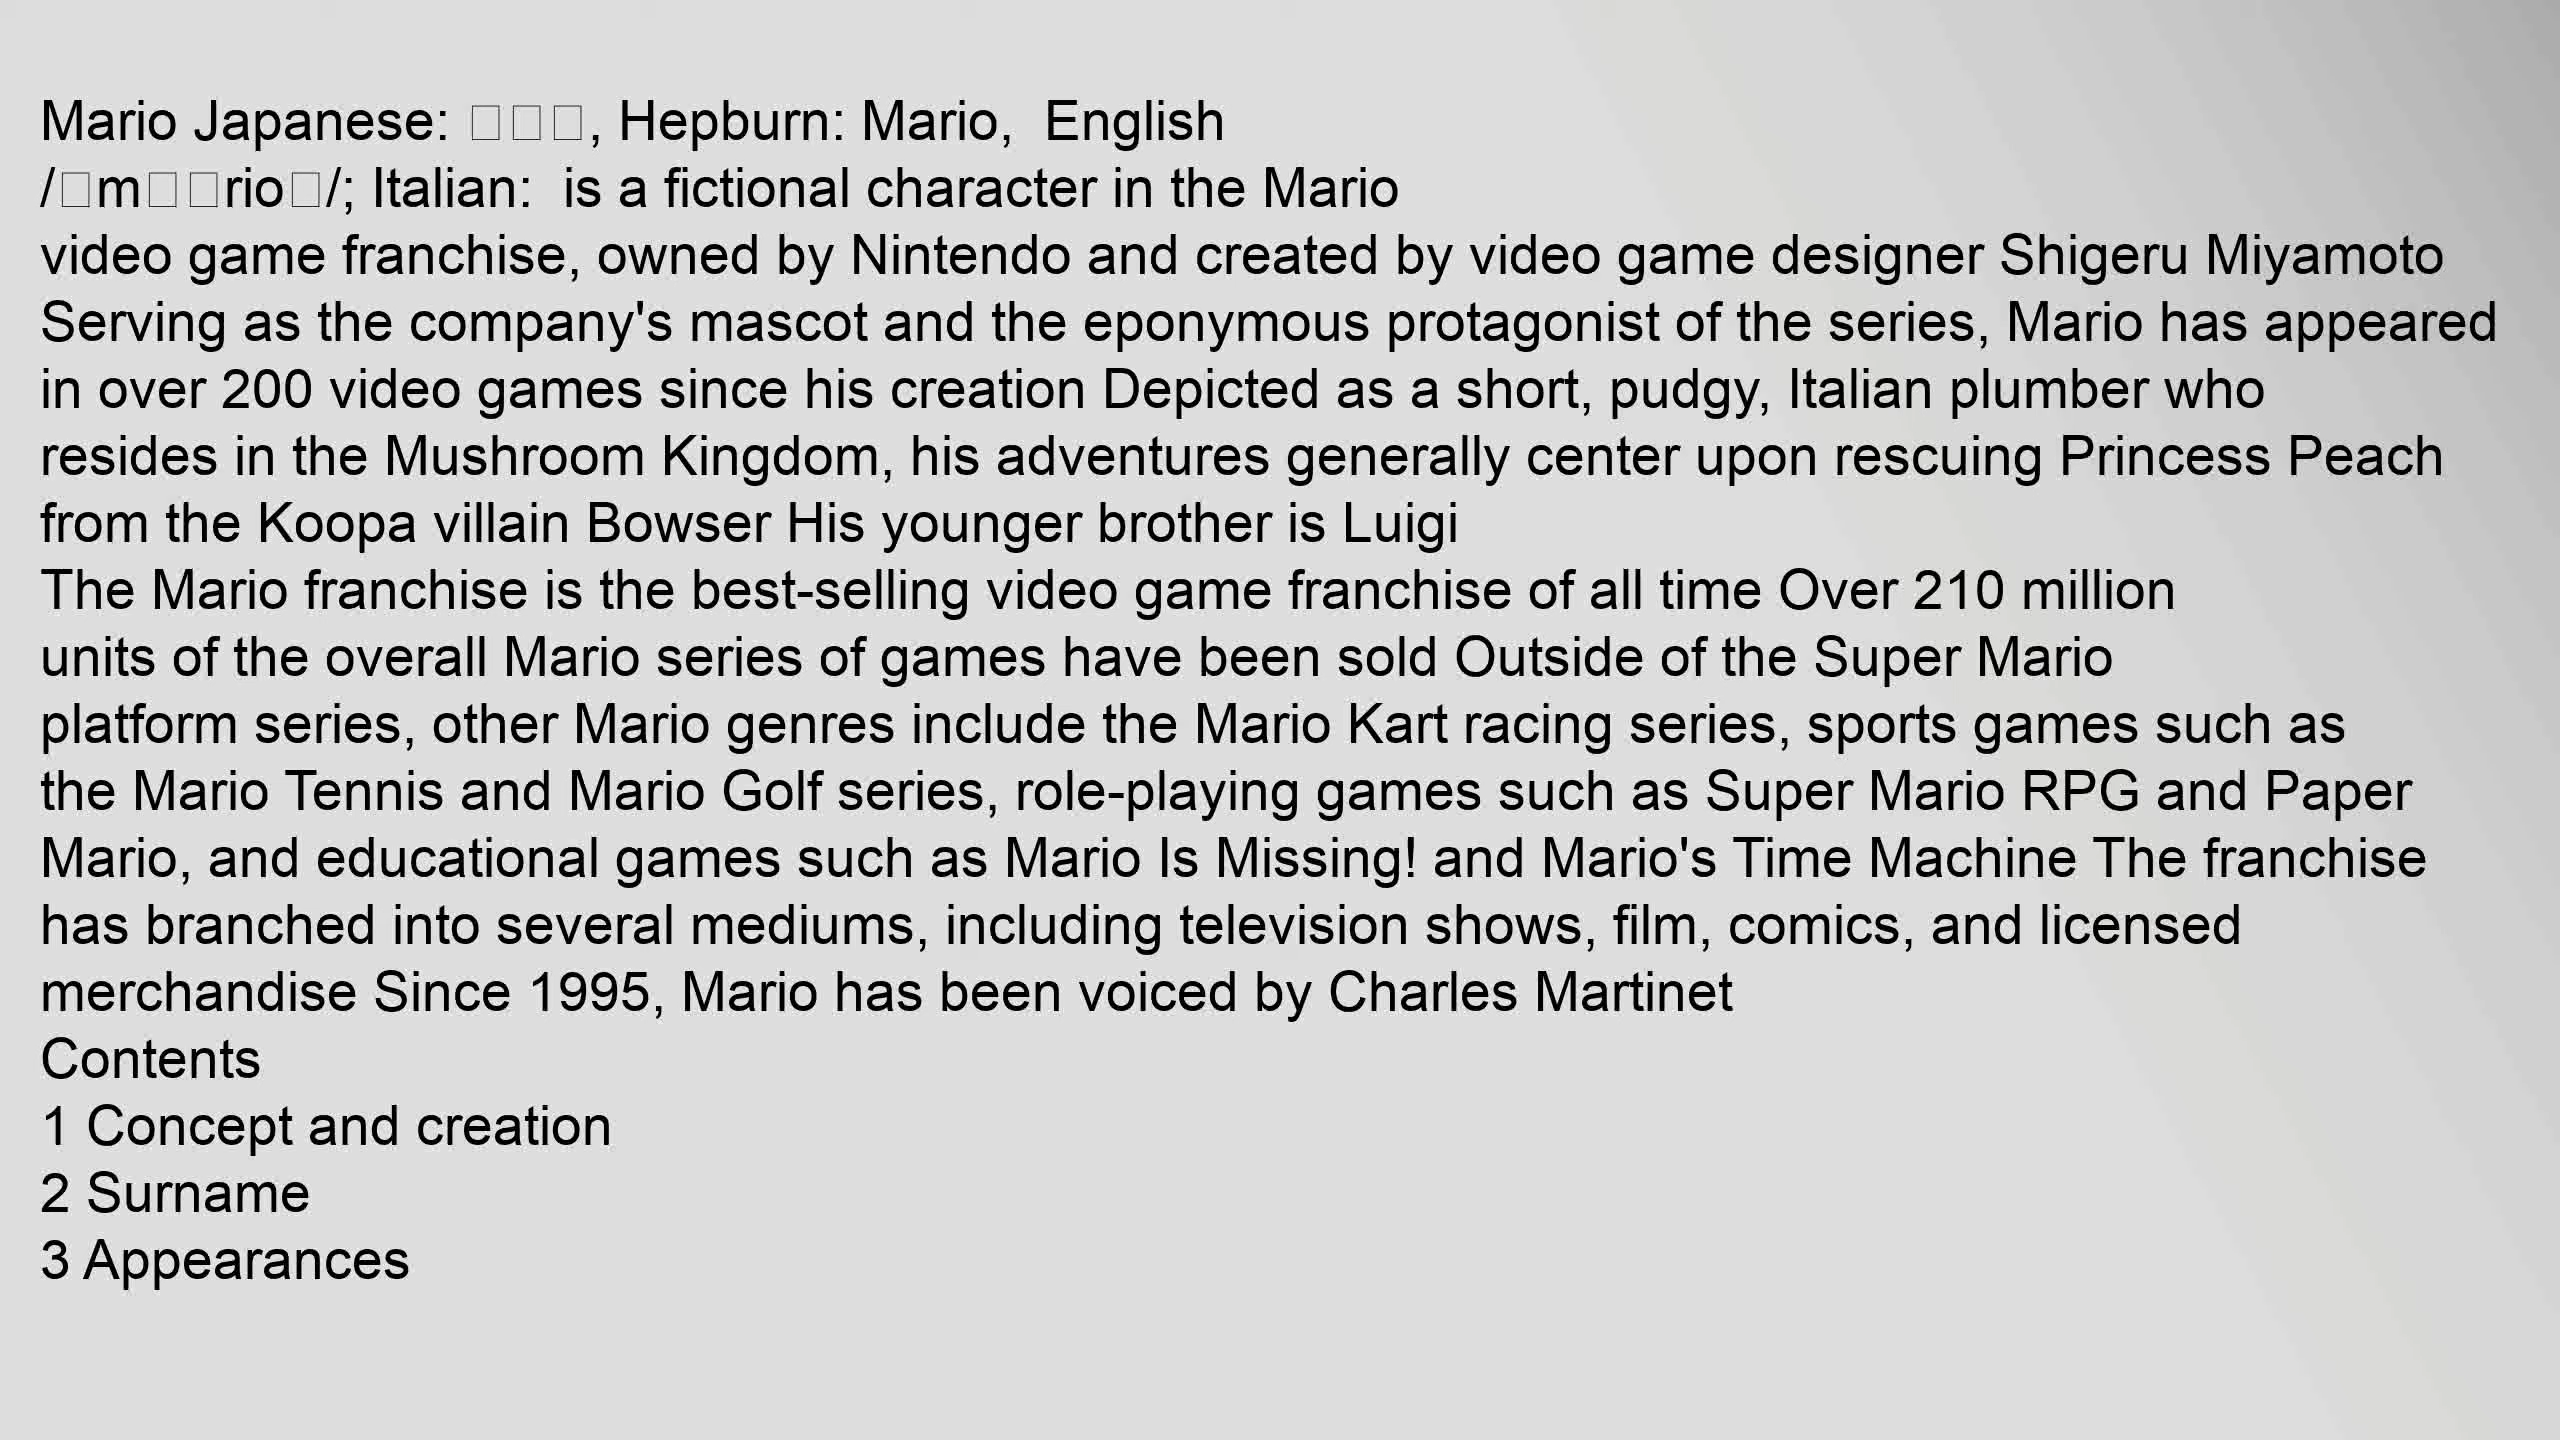 Mario Japanese: □□□, Hepburn: Mario,  English
/□m□□rio□/; Italian:  is a fictional character in the Mario
video game franchise, owned by Nintendo and created by video game designer Shigeru Miyamoto
Serving as the company's mascot and the eponymous protagonist of the series, Mario has appeared
in over 200 video games since his creation Depicted as a short, pudgy, Italian plumber who
resides in the Mushroom Kingdom, his adventures generally center upon rescuing Princess Peach
from the Koopa villain Bowser His younger brother is Luigi
The Mario franchise is the best-selling video game franchise of all time Over 210 million
units of the overall Mario series of games have been sold Outside of the Super Mario
platform series, other Mario genres include the Mario Kart racing series, sports games such as
the Mario Tennis and Mario Golf series, role-playing games such as Super Mario RPG and Paper
Mario, and educational games such as Mario Is Missing! and Mario's Time Machine The franchise
has branched into several mediums, including television shows, film, comics, and licensed
merchandise Since 1995, Mario has been voiced by Charles Martinet
Contents
1 Concept and creation
2 Surname
3 Appearances